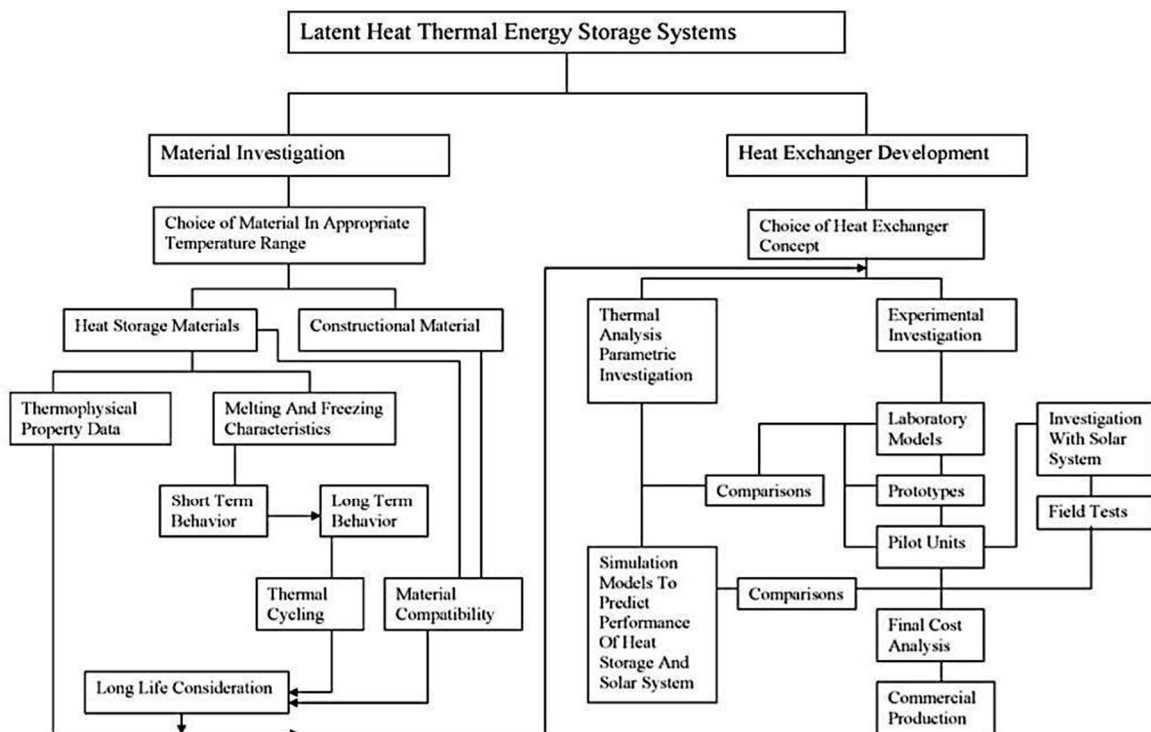 Latent Heat Thermal Energy Storage Systems
Material Investigation
Heat Exchanger Development
Choice of Material In Appropriate
Temperature Range
Choice of Heat Exchanger
Concept
Heat Storage Materials
Constructional Material
Thermal
Analysis
Parametric
Investigation
Experimental
Investigation
Thermophysical
Property Data
Melting And Freezing
Characteristics
Laboratory
Models
Investigation
With Solar
System
Short Term
Behavior
Long Term
Behavior
Comparisons
Prototypes
Field Tests
Pilot Units
Thermal
Cycling
Material
Compatibility
Simulation
Models To
Predict
Performance
Of Heat
Storage And
Solar System
Comparisons
Final Cost
Analysis
Long Life Consideration
Commercial
Production